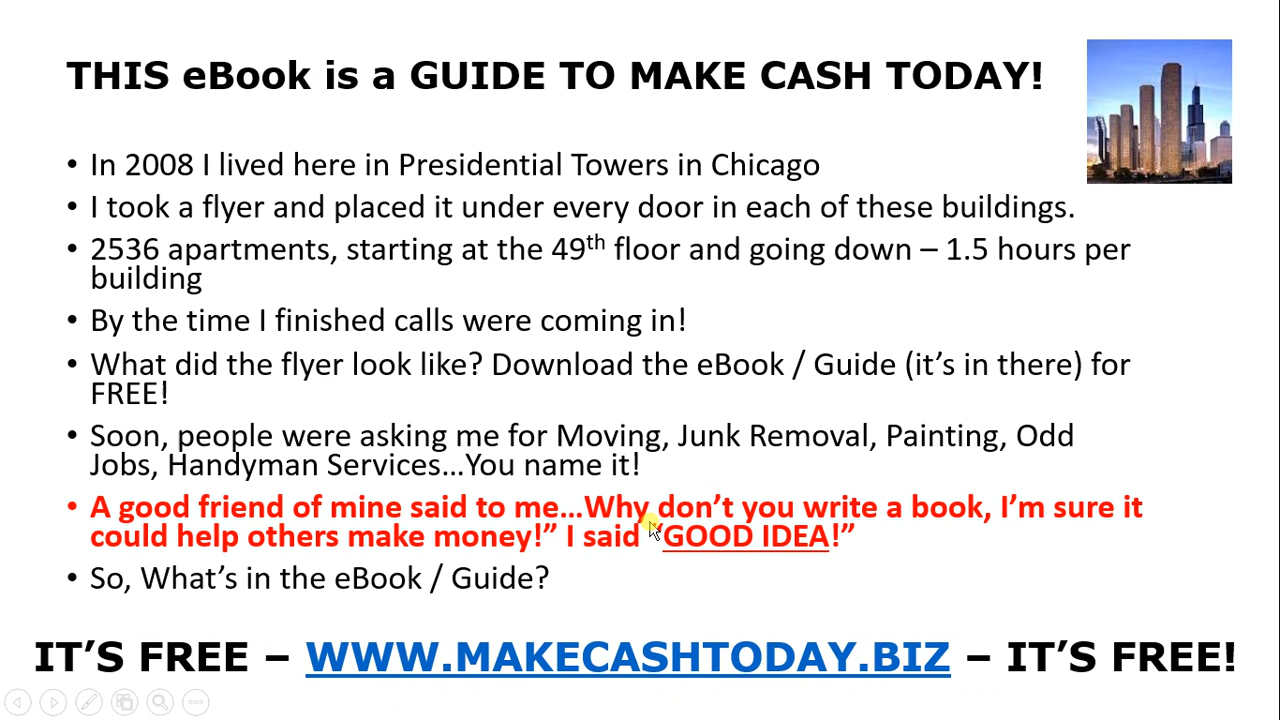 THIS eBook is a GUIDE TO MAKE CASH TODAY!
• In 2008 I lived here in Presidential Towers in Chicago
• I took a flyer and placed it under every door in each of these buildings.
• 2536 apartments, starting at the 49th floor and going down – 1.5 hours per
building
• By the time I finished calls were coming in!
• What did the flyer look like? Download the eBook / Guide (it’s in there) for
FREE!
• Soon, people were asking me for Moving, Junk Removal, Painting, Odd
Jobs, Handyman Services…You name it!
• A good friend of mine said to me…Why don’t you write a book, I’m sure it
could help others make money!” I said “GOOD IDEA!”
• So, What’s in the eBook / Guide?
IT’S FREE – WWW.MAKECASHTODAY.BIZ – IT’S FREE!